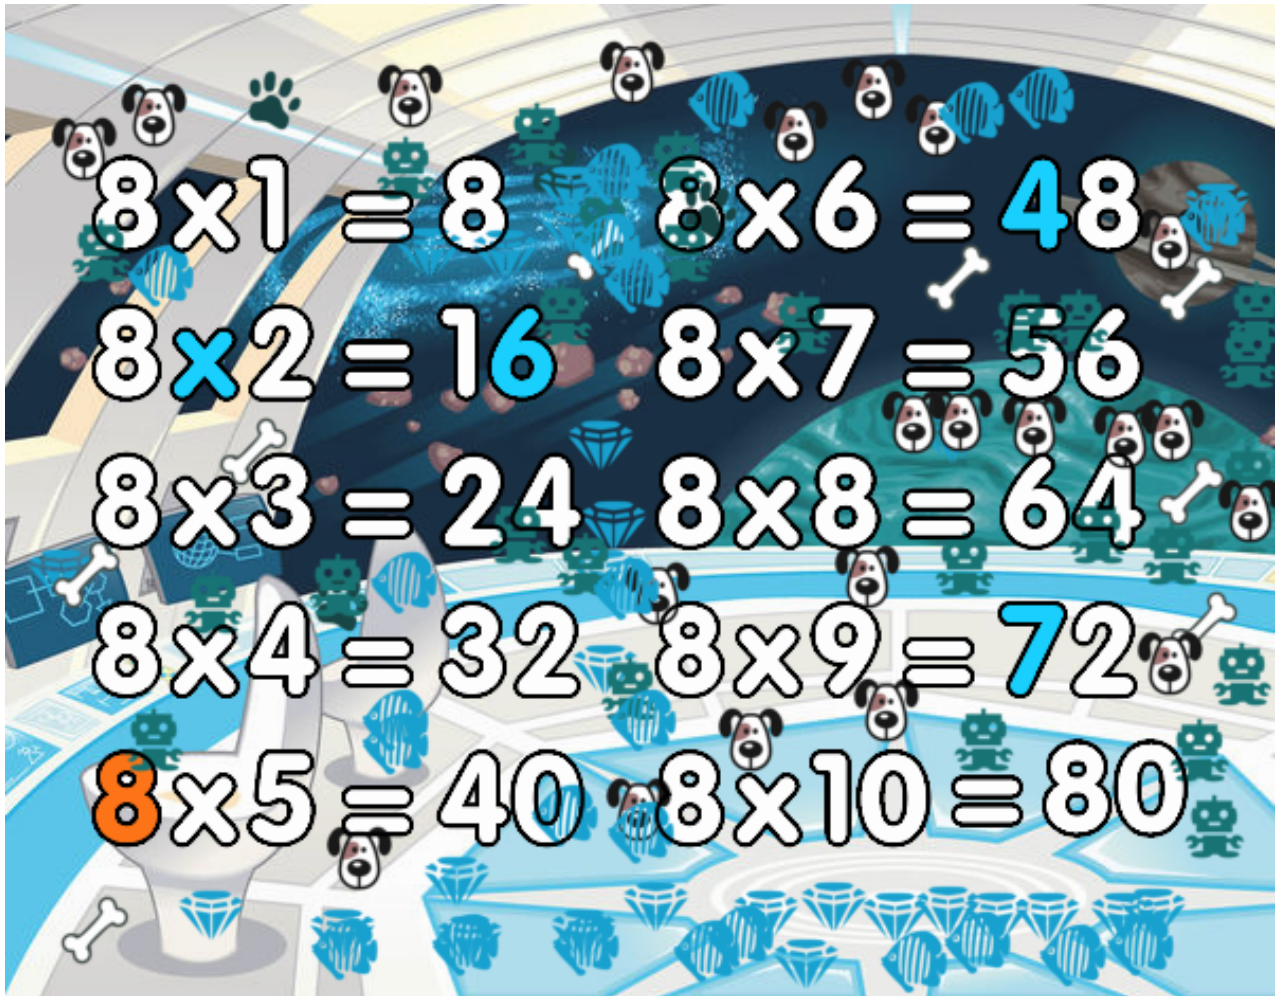 8x1 = 8
8x2 = 16
8x3 = 24
8x4 = 32
8x5 = 40
8x6 = 48
8x7 = 56
8x8 = 64
8x9 = 72
8x10 = 80